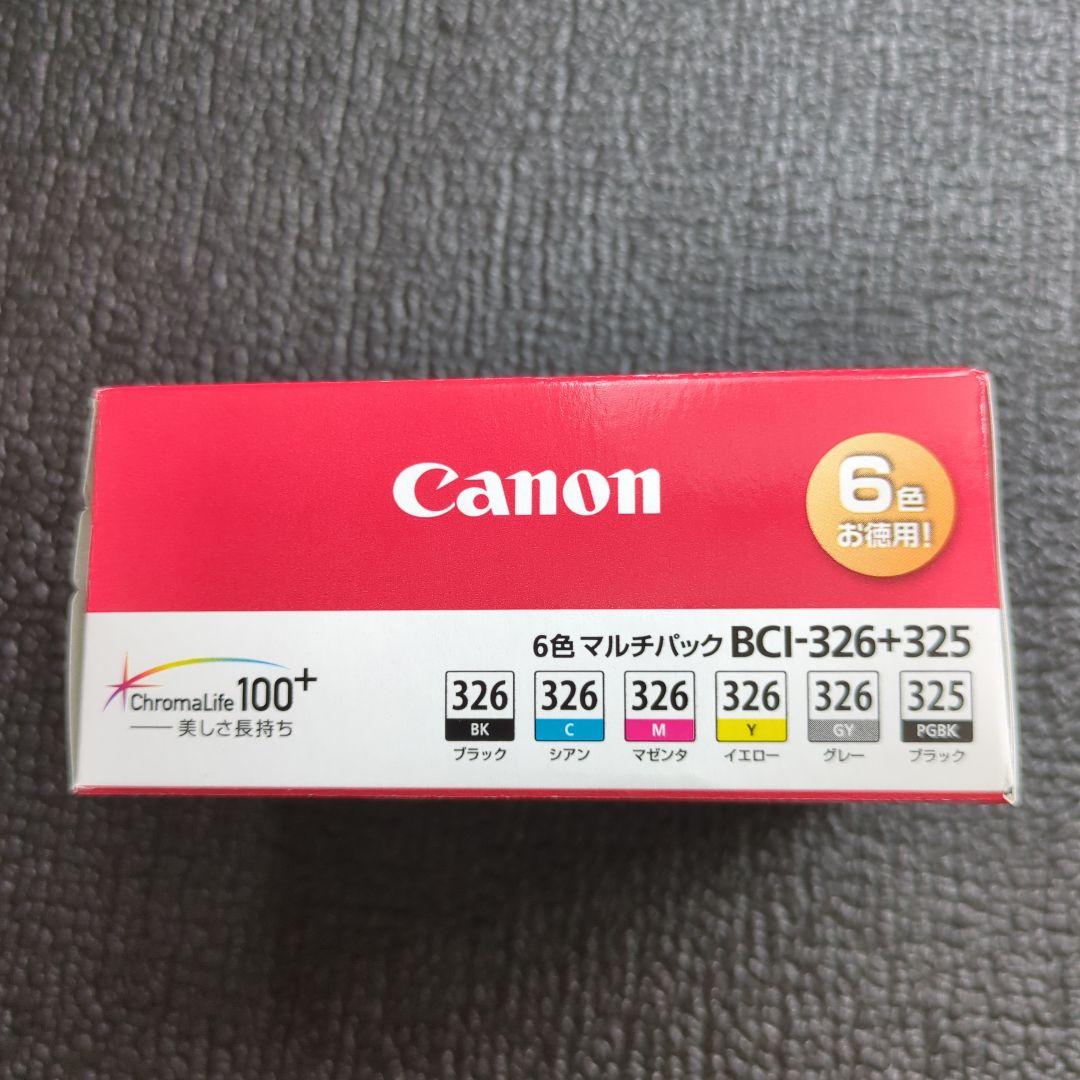 Canon
6色
お徳用!
6色 マルチパック BCI-326+325
ChromaLife 100+
美しさ長持ち
326 326 326 326 326 325
BK C M Y GY PGBK
ブラック シアン マゼンタ イエロー グレー ブラック